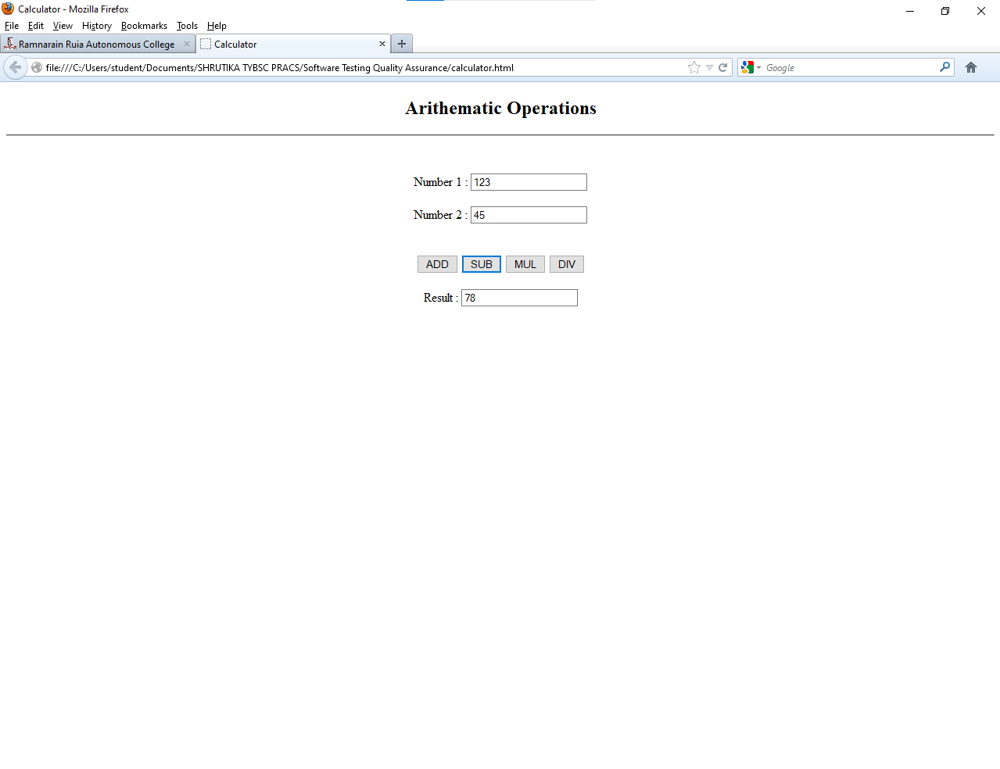 Calculator - Mozilla Firefox
File Edit View History Bookmarks Tools Help
Ramnarain Ruia Autonomous College Calculator
file:///C:/Users/student/Documents/SHRUTIKA TYBSC PRACS/Software Testing Quality Assurance/calculator.html Google
Arithematic Operations
Number 1 : 123
Number 2 : 45
ADD SUB MUL DIV
Result : 78